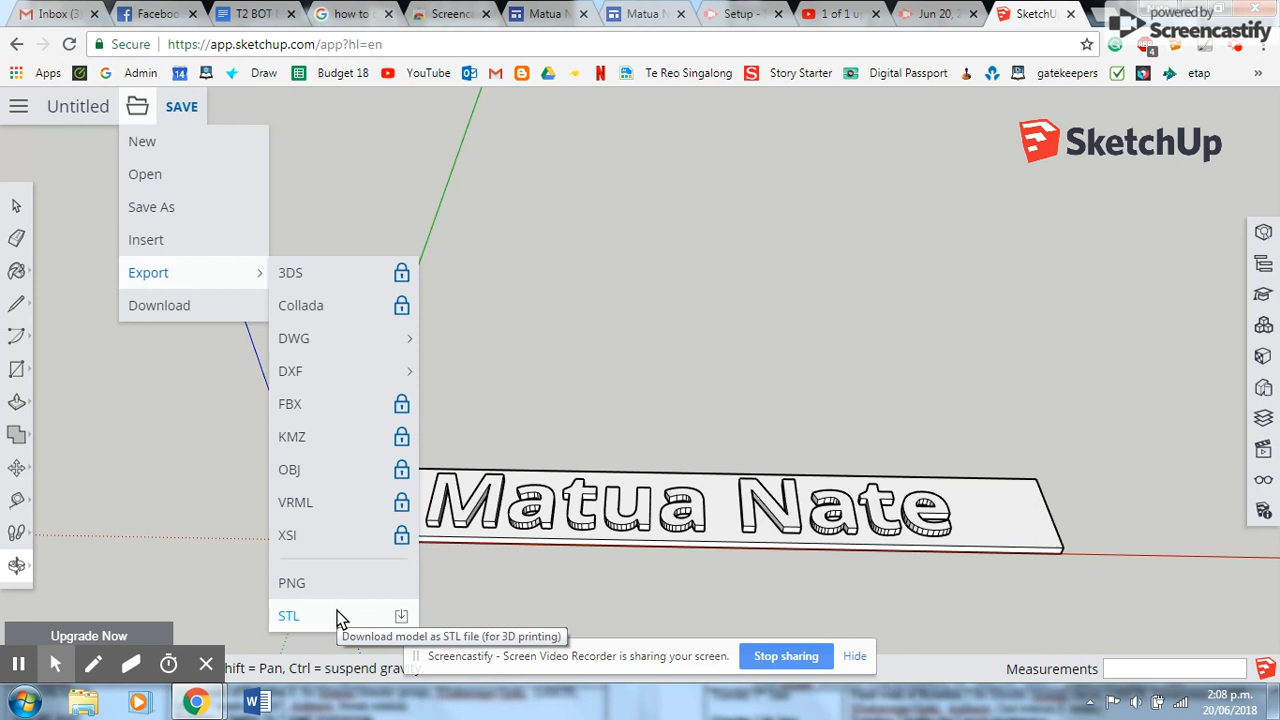 Inbox (3)
Facebo
T2 BOT
how to c
Screenc
Matua N
Matua N
Setup -
1 of 1 u
Jun 20,
SketchU
powered by
Screencastify
Secure
https://app.sketchup.com/app?hl=en
Apps
Admin
Draw
Budget 18
YouTube
Te Reo Singalong
Story Starter
Digital Passport
gatekeepers
etap
»
Untitled
SAVE
SketchUp
New
Open
Save As
Insert
Export
Download
3DS
Collada
DWG
DXF
FBX
KMZ
OBJ
VRML
XSI
PNG
STL
Matua Nate
Download model as STL file (for 3D printing)
Upgrade Now
Screencastify - Screen Video Recorder is sharing your screen.
Stop sharing
Hide
hift = Pan, Ctrl = suspend gravity
Measurements
2:08 p.m.
20/06/2018